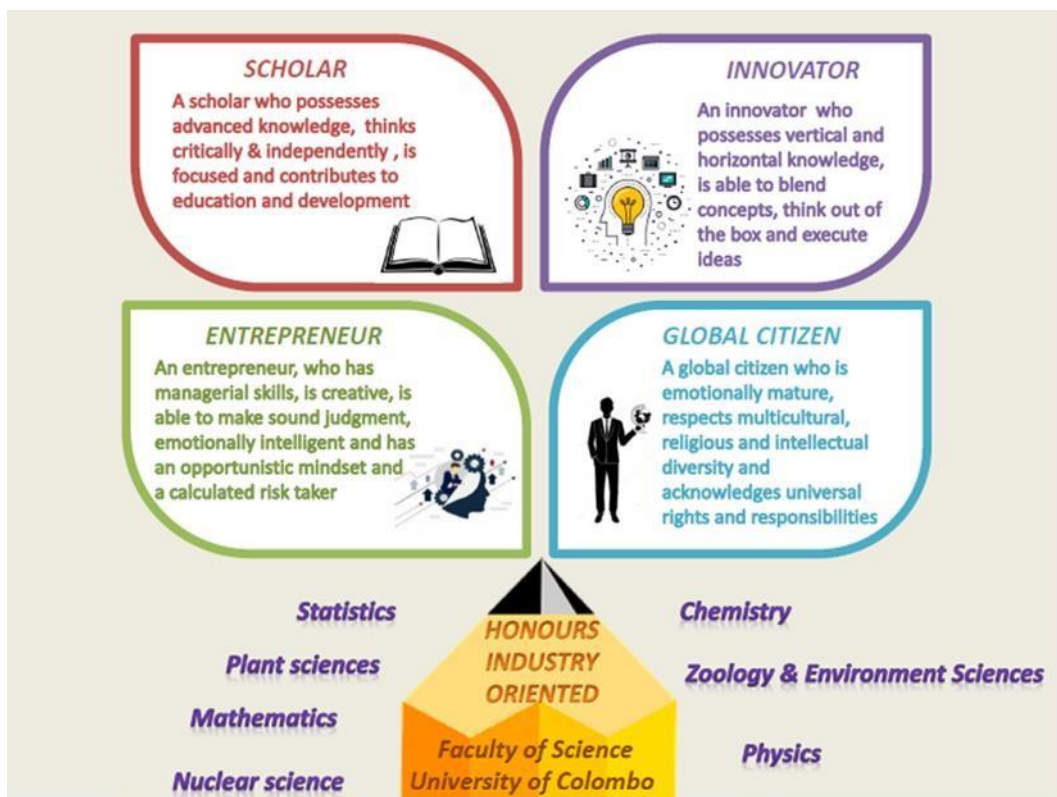 SCHOLAR
A scholar who possesses
advanced knowledge, thinks
critically & independently , is
focused and contributes to
education and development
INNOVATOR
An innovator who
possesses vertical and
horizontal knowledge,
is able to blend
concepts, think out of
the box and execute
ideas
ENTREPRENEUR
An entrepreneur, who has
managerial skills, is creative, is
able to make sound judgment,
emotionally intelligent and has
an opportunistic mindset and
a calculated risk taker
GLOBAL CITIZEN
A global citizen who is
emotionally mature,
respects multicultural,
religious and intellectual
diversity and
acknowledges universal
rights and responsibilities
Statistics
Plant sciences
Mathematics
Nuclear science
HONOURS
INDUSTRY
ORIENTED
Faculty of Science
University of Colombo
Chemistry
Zoology & Environment Sciences
Physics